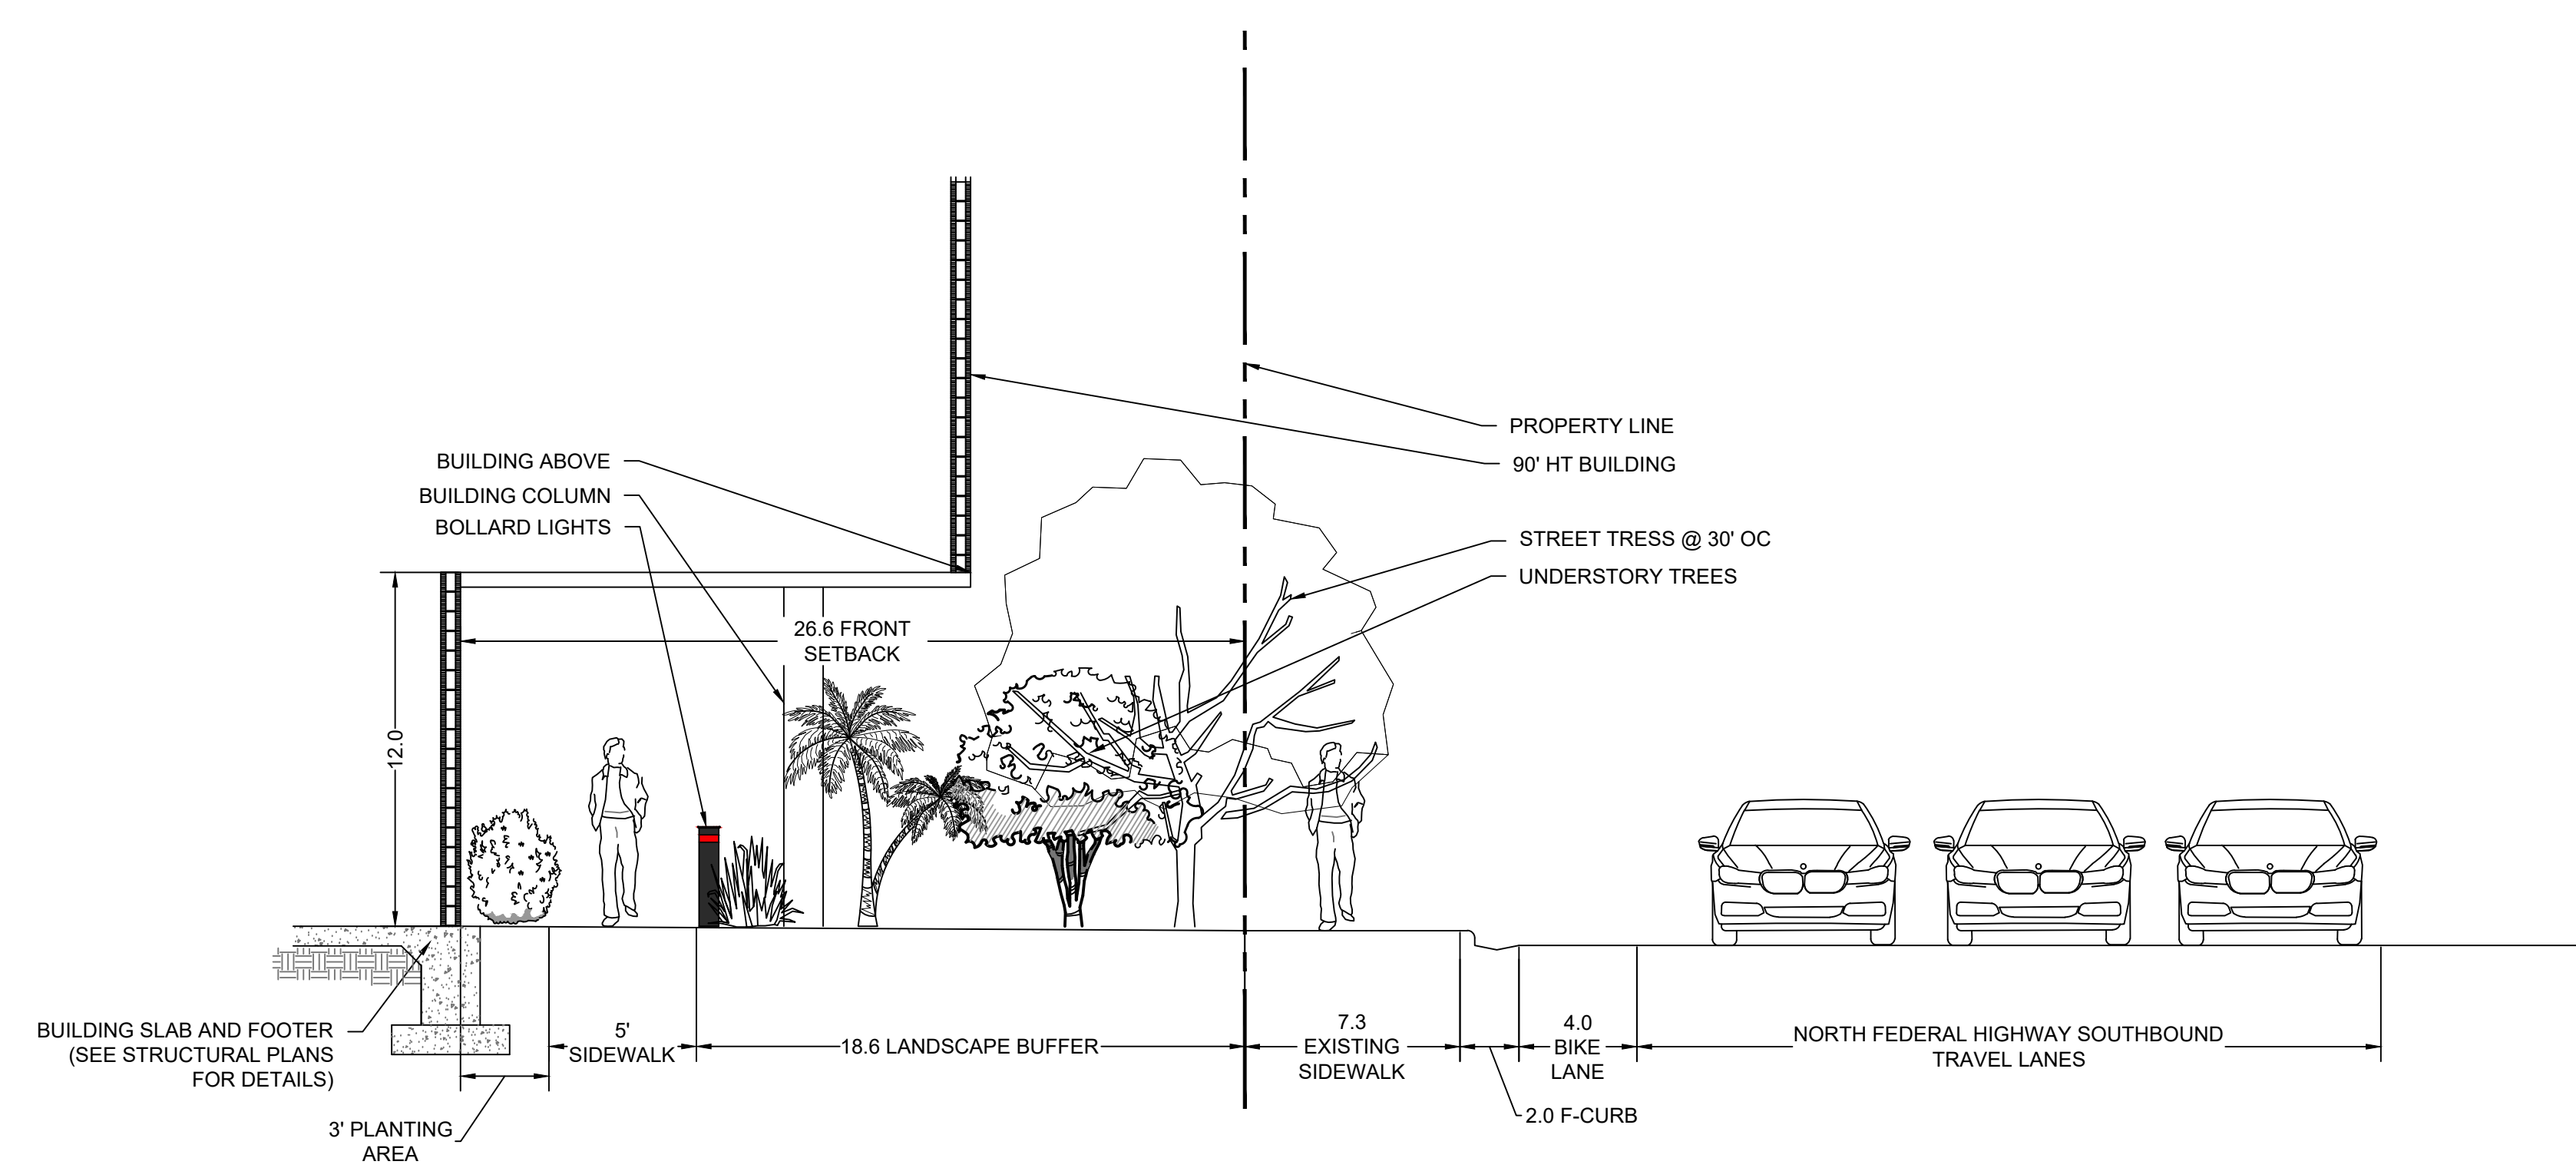 PROPERTY LINE
90' HT BUILDING
BUILDING ABOVE
BUILDING COLUMN
BOLLARD LIGHTS
STREET TRESS @ 30' OC
UNDERSTORY TREES
26.6 FRONT
SETBACK
12.0
BUILDING SLAB AND FOOTER
(SEE STRUCTURAL PLANS
FOR DETAILS)
5'
SIDEWALK
18.6 LANDSCAPE BUFFER
7.3
EXISTING
SIDEWALK
4.0
BIKE
LANE
NORTH FEDERAL HIGHWAY SOUTHBOUND
TRAVEL LANES
2.0 F-CURB
3' PLANTING
AREA